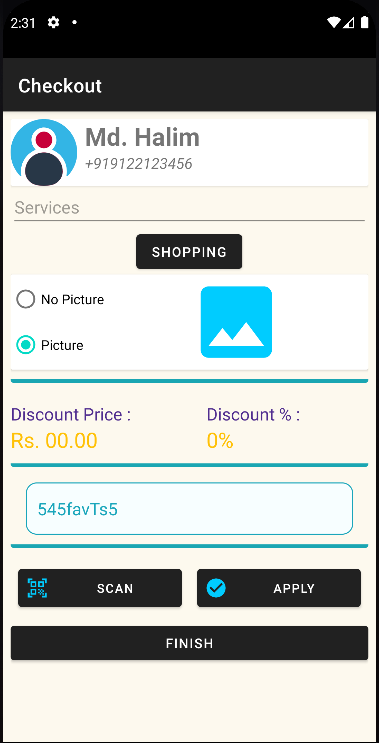 2:31
Checkout
Md. Halim
+919122123456
Services
SHOPPING
No Picture
Picture
Discount Price :
Discount % :
Rs. 00.00
0%
545favTs5
SCAN
APPLY
FINISH